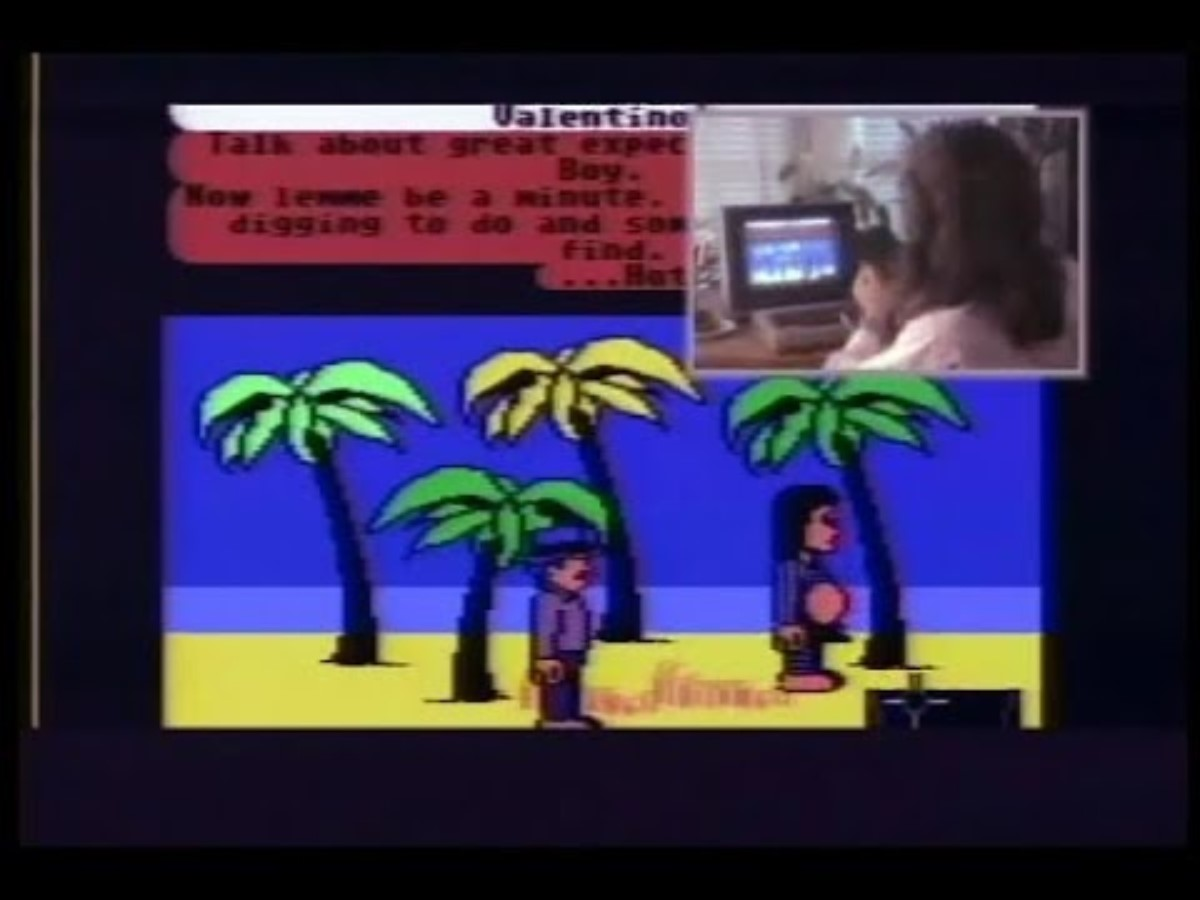 Valentino
Talk about great expec
Boy.
Now lemme be a minute.
digging to do and som
find.
...Hot